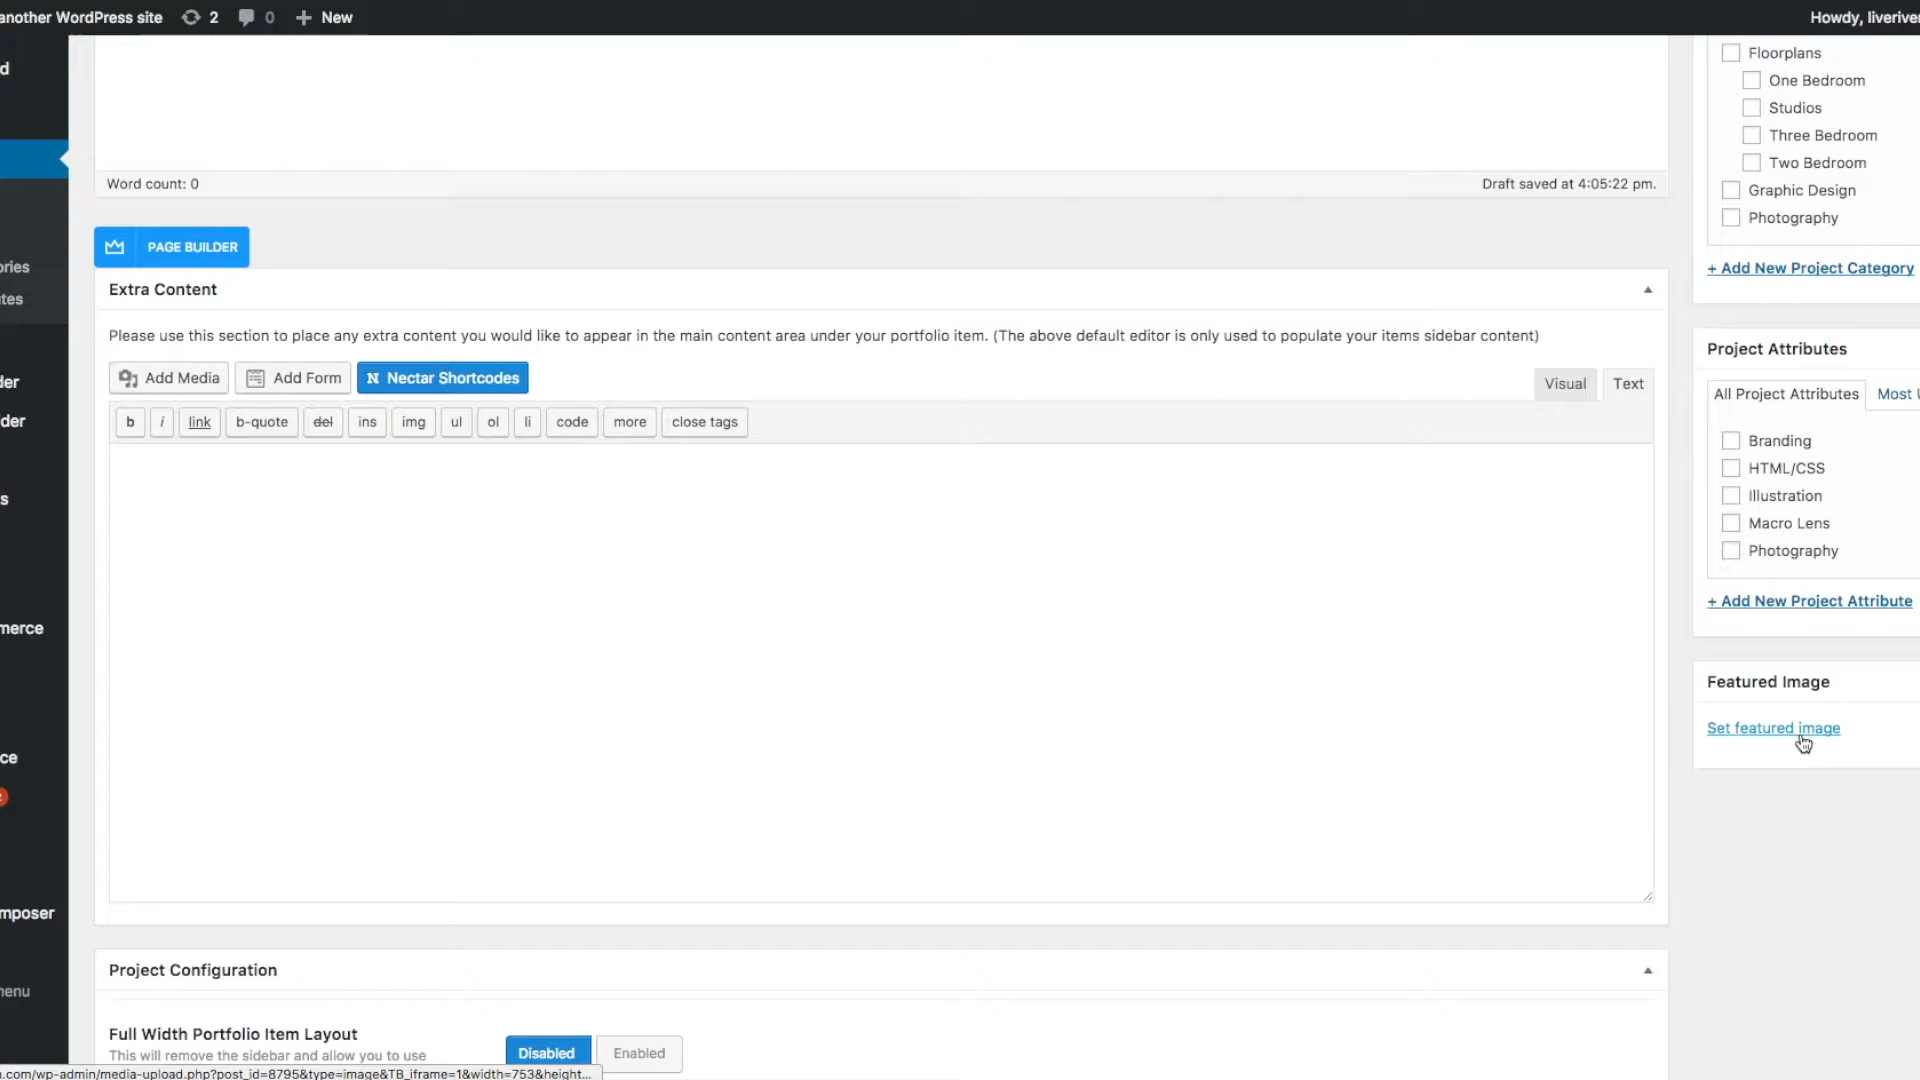 another WordPress site 2 0 New Howdy, liveriver
Floorplans
One Bedroom
Studios
Three Bedroom
Two Bedroom
Graphic Design
Photography
+ Add New Project Category
Word count: 0 Draft saved at 4:05:22 pm.
PAGE BUILDER
Extra Content
Please use this section to place any extra content you would like to appear in the main content area under your portfolio item. (The above default editor is only used to populate your items sidebar content)
Add Media Add Form N Nectar Shortcodes Visual Text
b i link b-quote del ins img ul ol li code more close tags
Project Attributes
All Project Attributes Most U
Branding
HTML/CSS
Illustration
Macro Lens
Photography
+ Add New Project Attribute
Featured Image
Set featured image
Project Configuration
Full Width Portfolio Item Layout
This will remove the sidebar and allow you to use
Disabled Enabled
d
ories
tes
der
der
s
merce
ce
mposer
menu
.com/wp-admin/media-upload.php?post_id=8795&type=image&TB_iframe=1&width=753&height...